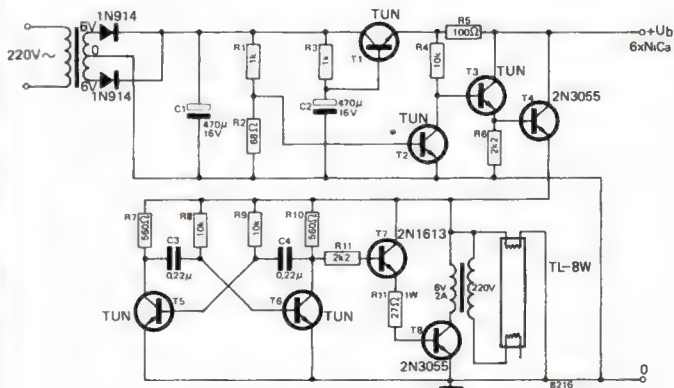 1N914
6V
0
220V~
6V
1N914
C1
470µ
16V
R1
1k
R2
68Ω
R3
1k
C2
470µ
16V
TUN
T1
R5
100Ω
R4
10k
T2
TUN
T3
TUN
R6
2k2
T4
2N3055
+Ub
6xNiCa
R7
560Ω
R8
10k
R9
10k
R10
560Ω
C3
0,22µ
C4
0,22µ
T5
TUN
T6
TUN
R11
2k2
T7
2N1613
R11
1W
27Ω
T8
2N3055
6V
2A
220V
TL-8W
0
8216